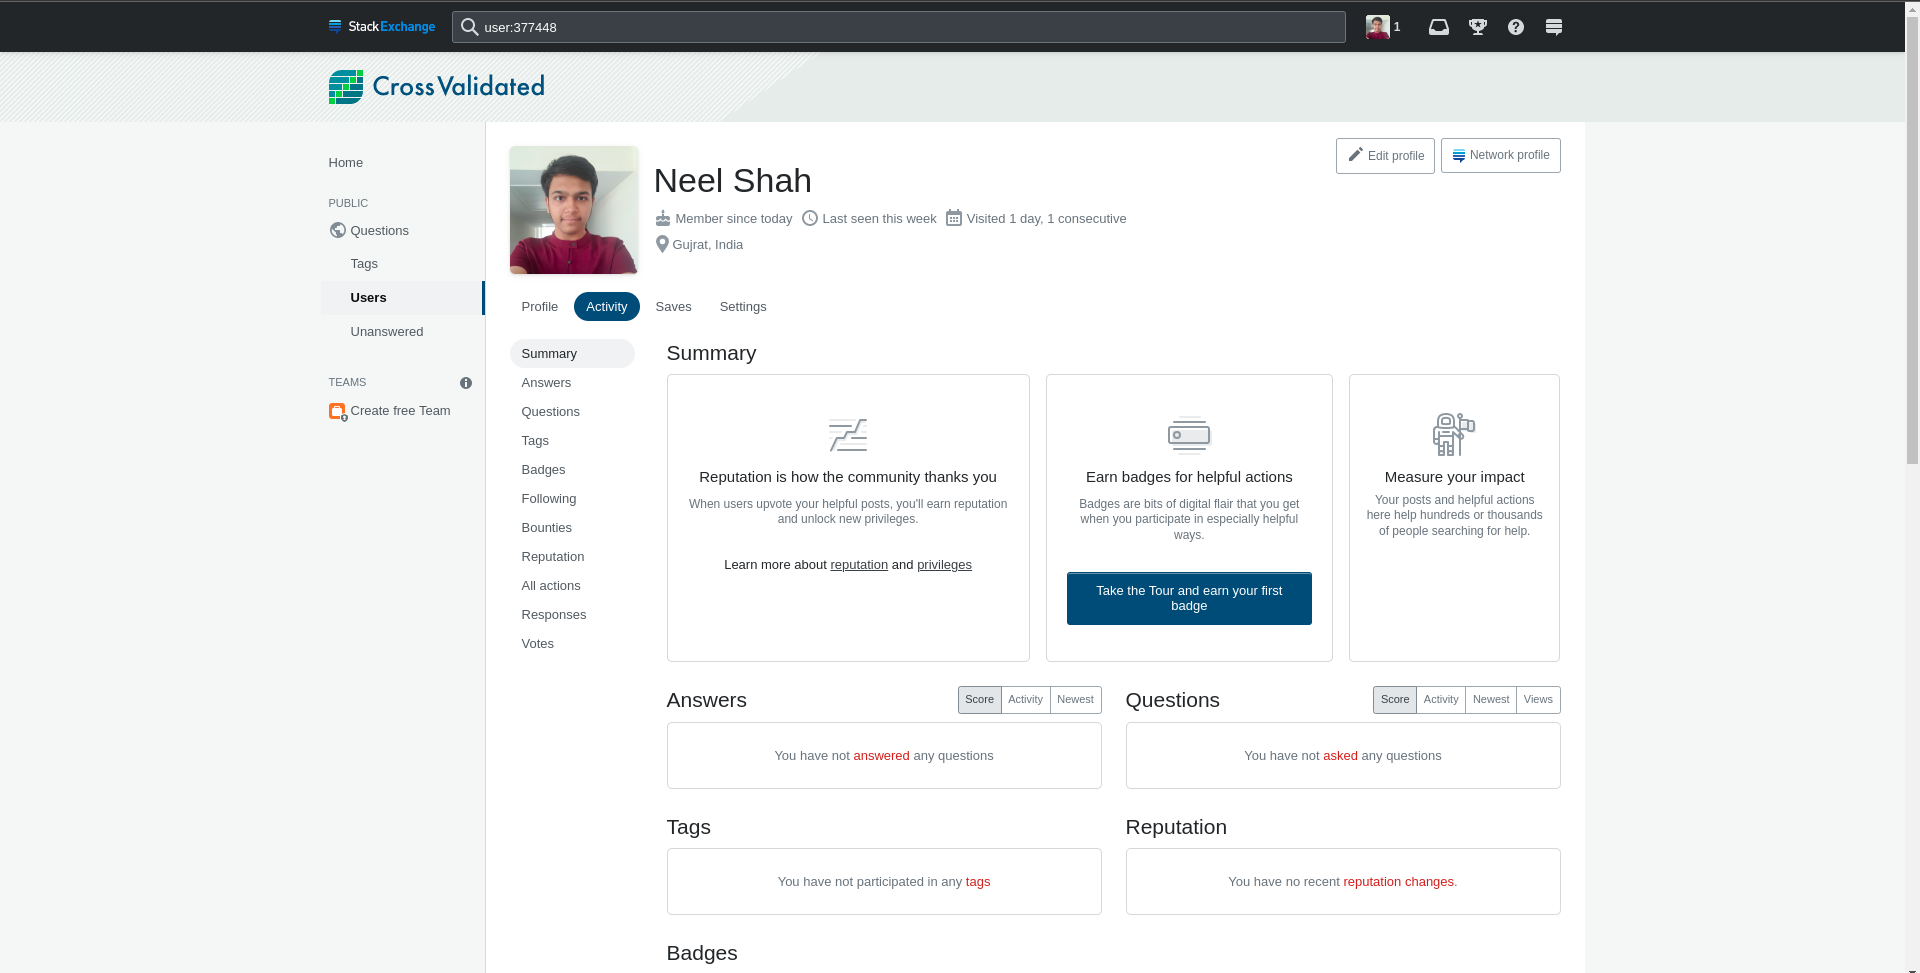 StackExchange
user:377448
1
Cross Validated
Home
PUBLIC
Questions
Tags
Users
Unanswered
TEAMS
Create free Team
Edit profile
Network profile
Neel Shah
Member since today
Last seen this week
Visited 1 day, 1 consecutive
Gujrat, India
Profile
Activity
Saves
Settings
Summary
Answers
Questions
Tags
Badges
Following
Bounties
Reputation
All actions
Responses
Votes
Summary
Reputation is how the community thanks you
When users upvote your helpful posts, you'll earn reputation
and unlock new privileges.
Learn more about reputation and privileges
Earn badges for helpful actions
Badges are bits of digital flair that you get
when you participate in especially helpful
ways.
Take the Tour and earn your first
badge
Measure your impact
Your posts and helpful actions
here help hundreds or thousands
of people searching for help.
Answers
Score
Activity
Newest
You have not answered any questions
Questions
Score
Activity
Newest
Views
You have not asked any questions
Tags
You have not participated in any tags
Reputation
You have no recent reputation changes.
Badges